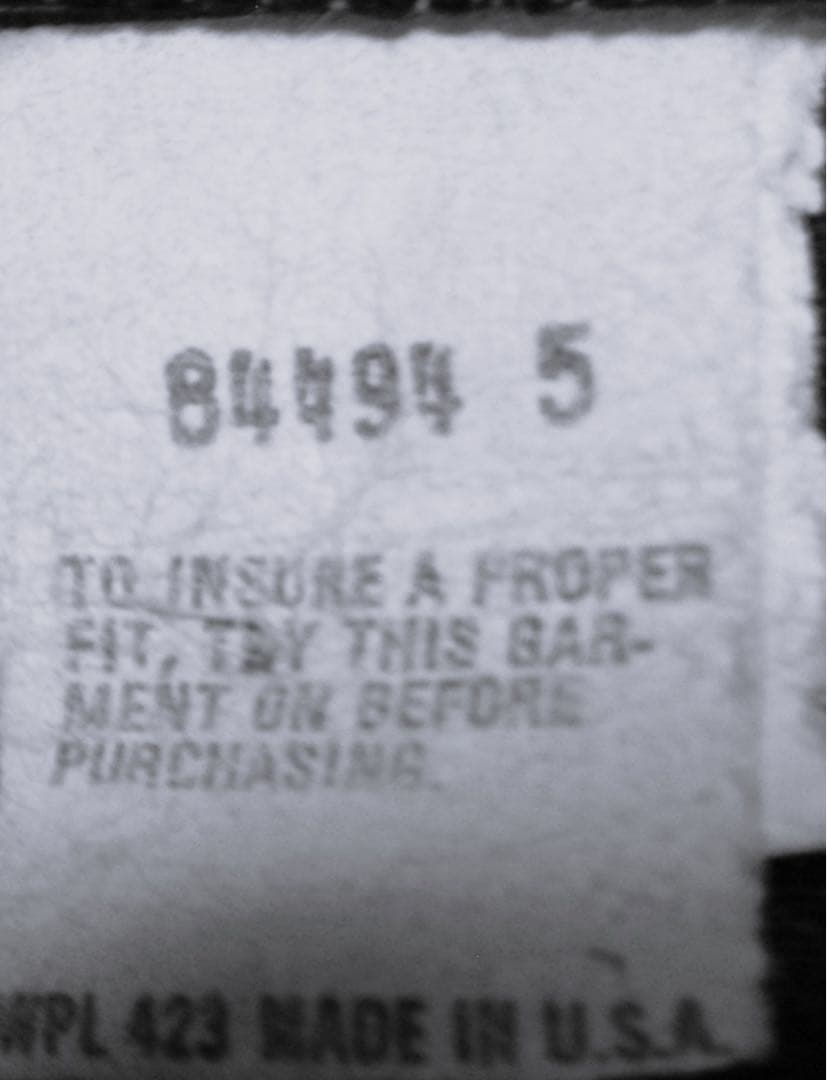 84494 5
TO INSURE A PROPER
FIT, TRY THIS GAR-
MENT ON BEFORE
PURCHASING.
WPL 423 MADE IN U.S.A.